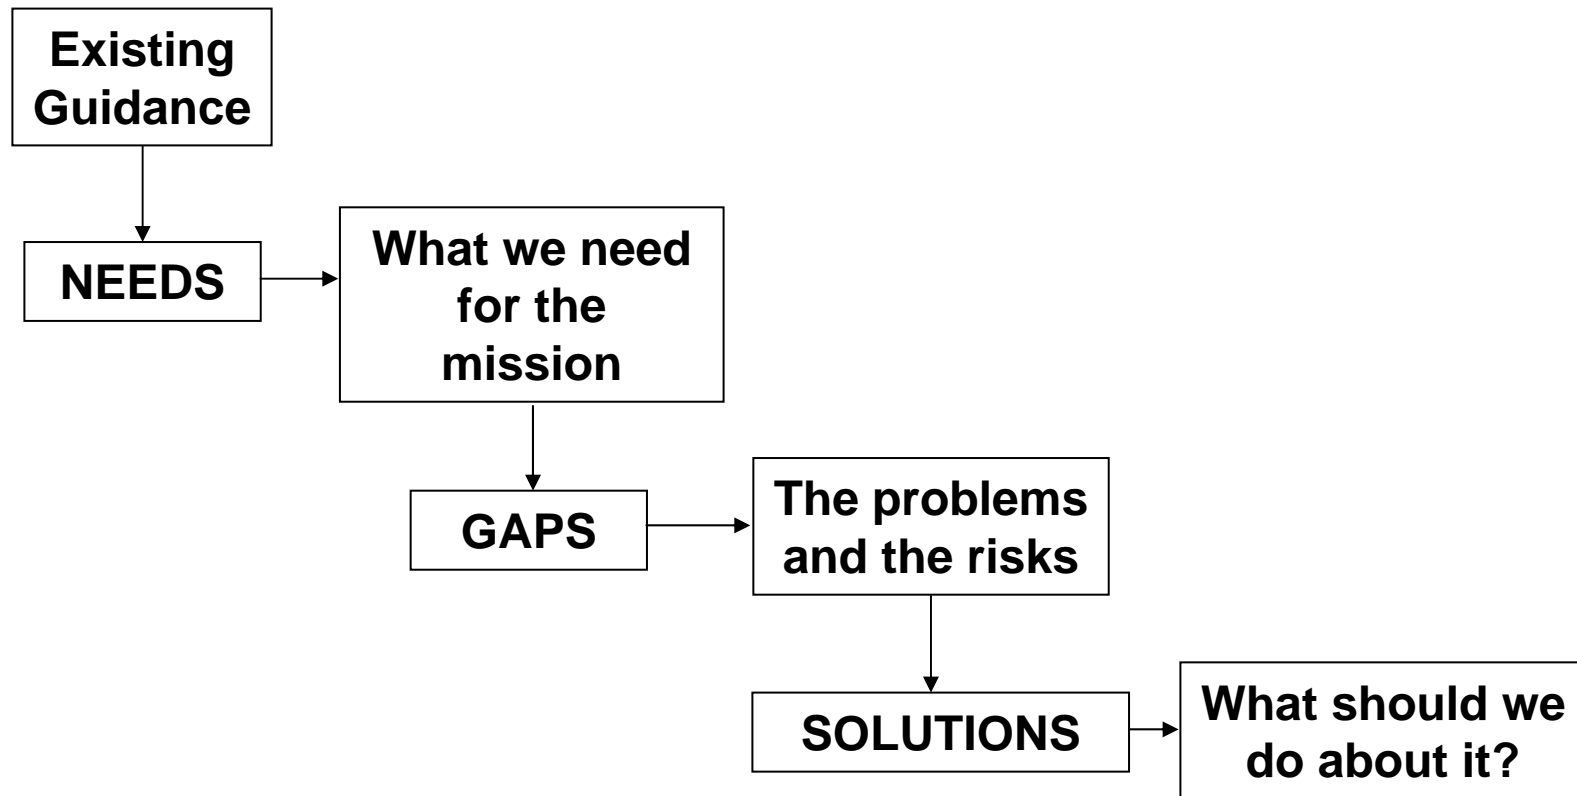 Existing
Guidance
NEEDS
What we need
for the
mission
GAPS
The problems
and the risks
SOLUTIONS
What should we
do about it?